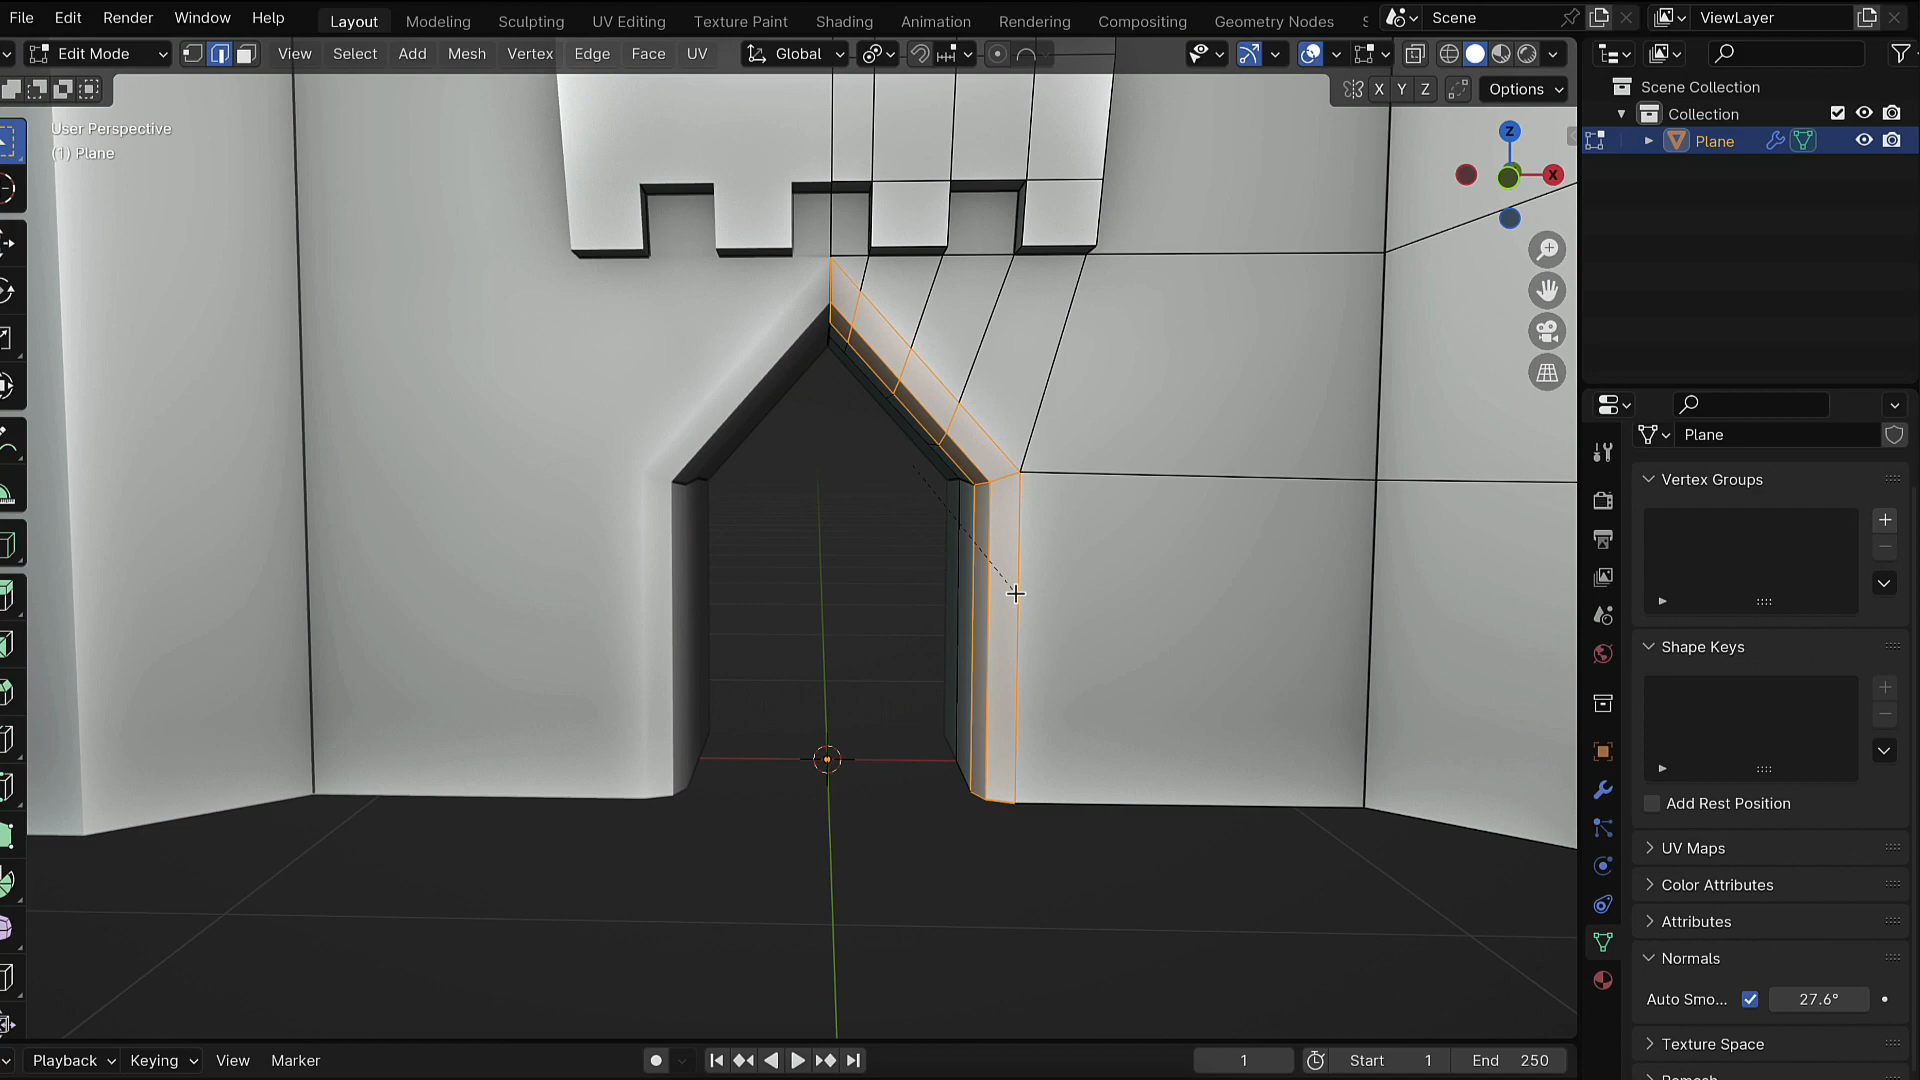 File Edit Render Window Help Layout Modeling Sculpting UV Editing Texture Paint Shading Animation Rendering Compositing Geometry Nodes Scene ViewLayer
Edit Mode View Select Add Mesh Vertex Edge Face UV Global
X Y Z Options
Scene Collection
Collection
Plane
User Perspective
(1) Plane
Z
X
Plane
Vertex Groups
Shape Keys
Add Rest Position
UV Maps
Color Attributes
Attributes
Normals
Auto Smo... 27.6°
Texture Space
Playback Keying View Marker 1 Start 1 End 250